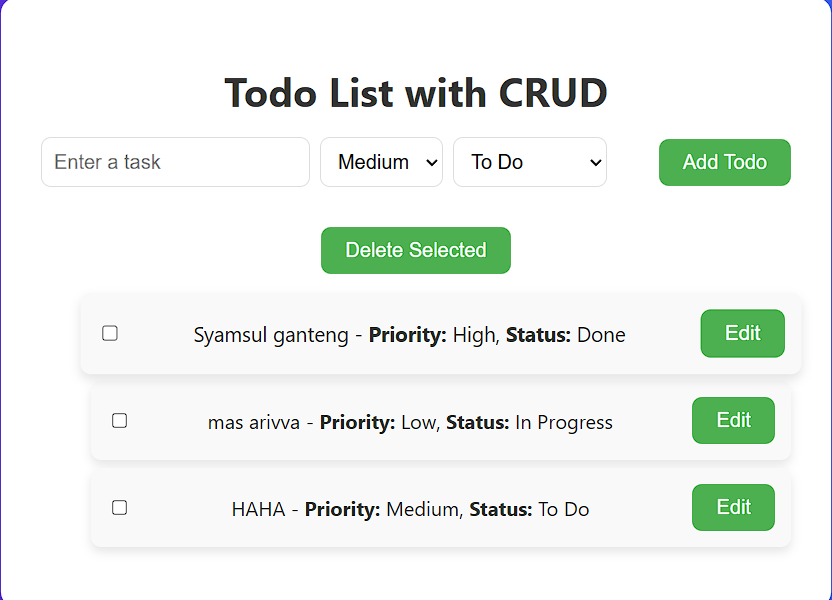 Todo List with CRUD
Enter a task Medium To Do Add Todo
Delete Selected
Syamsul ganteng - Priority: High, Status: Done Edit
mas arivva - Priority: Low, Status: In Progress Edit
HAHA - Priority: Medium, Status: To Do Edit